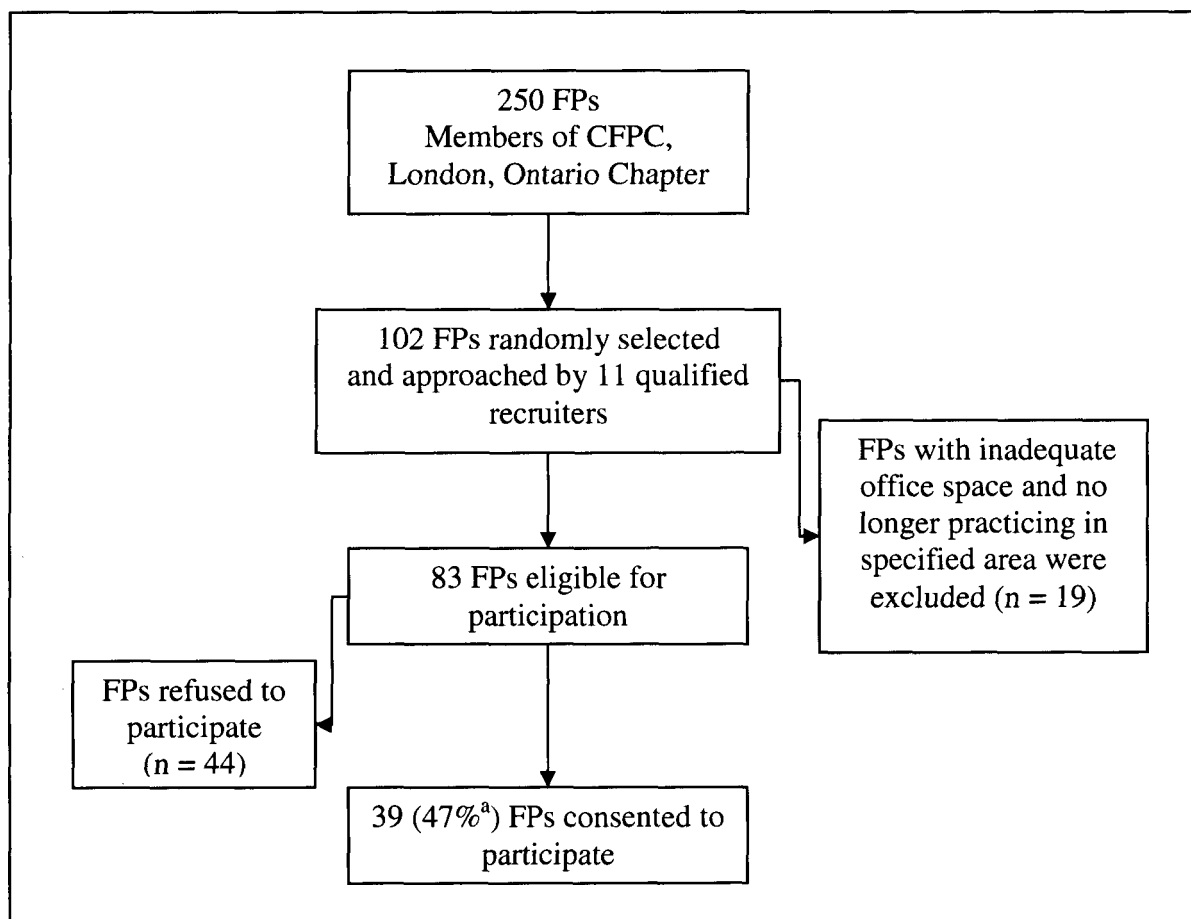 250 FPs
Members of CFPC,
London, Ontario Chapter
102 FPs randomly selected
and approached by 11 qualified
recruiters
FPs with inadequate
office space and no
longer practicing in
specified area were
excluded (n = 19)
83 FPs eligible for
participation
FPs refused to
participate
(n = 44)
39 (47%ᵃ) FPs consented to
participate